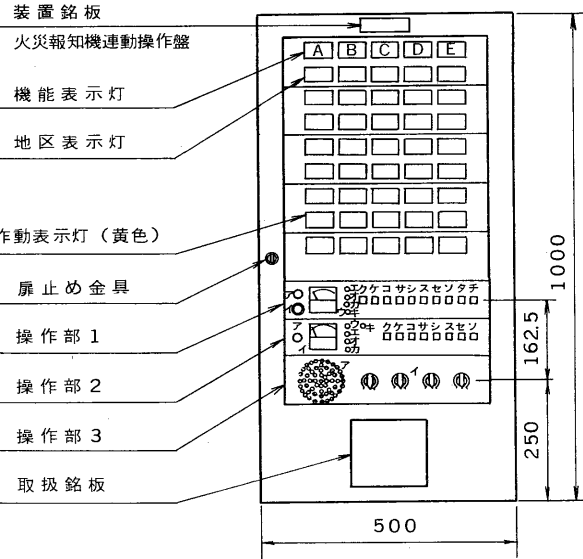 装置銘板
火災報知機連動操作盤
A B C D E
機能表示灯
地区表示灯
作動表示灯（黄色）
扉止め金具
操作部1
操作部2
操作部3
取扱銘板
クケコサシスセソタチ
ア ウエオカ キ クケコサシスセソ
イ
ア イ
1000
162.5
250
500